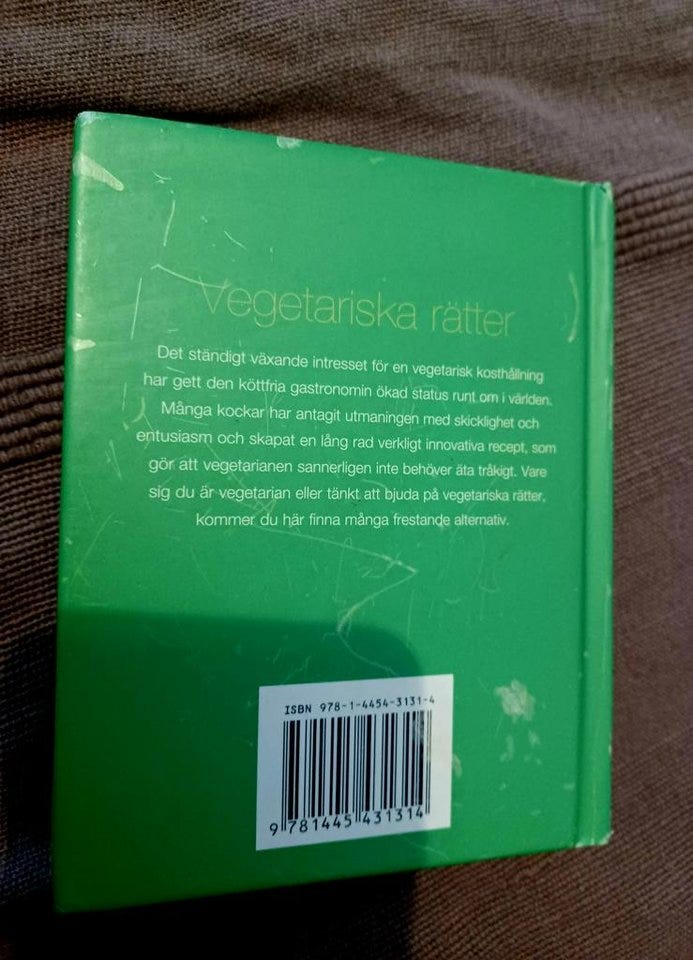 Vegetariska rätter
Det ständigt växande intresset för en vegetarisk kosthållning
har gett den köttfria gastronomin ökad status runt om i världen.
Många kockar har antagit utmaningen med skicklighet och
entusiasm och skapat en lång rad verkligt innovativa recept, som
gör att vegetarianen sannerligen inte behöver äta tråkigt. Vare
sig du är vegetarian eller tänkt att bjuda på vegetariska rätter,
kommer du här finna många frestande alternativ.
ISBN 978-1-4454-3131-4
9 781445 431314